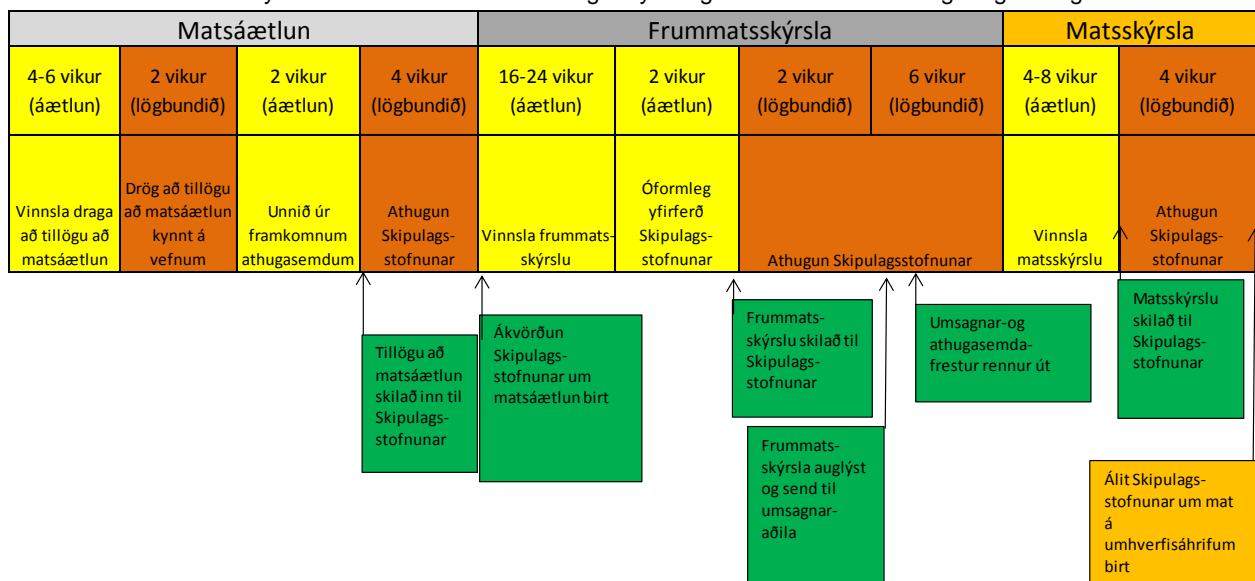 Matsáætlun
Frummatsskýrsla
Matsskýrsla
4-6 vikur
(áætlun)
2 vikur
(lögbundið)
2 vikur
(áætlun)
4 vikur
(lögbundið)
16-24 vikur
(áætlun)
2 vikur
(áætlun)
2 vikur
(lögbundið)
6 vikur
(lögbundið)
4-8 vikur
(áætlun)
4 vikur
(lögbundið)
Vinnsla draga
að tillögu að
matsáætlun
Drög að tillögu
að matsáætlun
kynnt á
vefnum
Unnið úr
framkomnum
athugasemdum
Athugun
Skipulags-
stofnunar
Vinnsla frummats-
skýrslu
Óformleg
yfirferð
Skipulags-
stofnunar
Athugun Skipulagsstofnunar
Vinnsla
matsskýrslu
Athugun
Skipulags-
stofnunar
Tillögu að
matsáætlun
skilað inn til
Skipulags-
stofnunar
Ákvörðun
Skipulags-
stofnunar um
matsáætlun birt
Frummats-
skýrslu skilað til
Skipulags-
stofnunar
Frummats-
skýrsla auglýst
og send til
umsagnar-
aðila
Umsagnar-og
athugasemda-
frestur rennur út
Matsskýrslu
skilað til
Skipulags-
stofnunar
Álit Skipulags-
stofnunar um mat
á
umhverfisáhrifum
birt